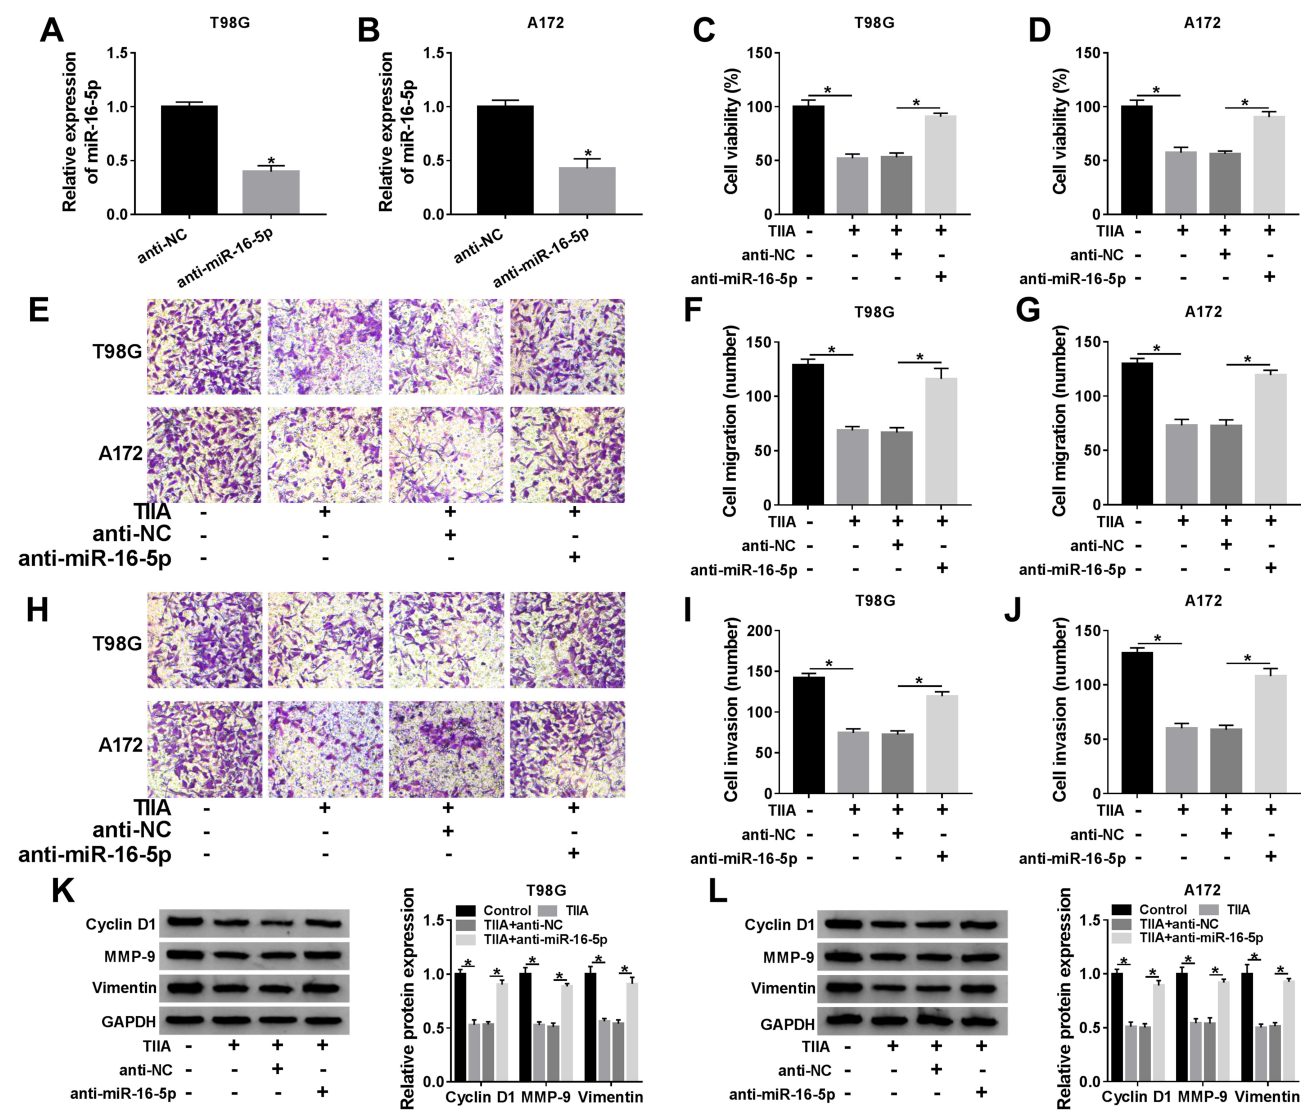 A
T98G
Relative expression
of miR-16-5p
1.5
1.0
0.5
0.0
*
anti-NC
anti-miR-16-5p
B
A172
Relative expression
of miR-16-5p
1.5
1.0
0.5
0.0
*
anti-NC
anti-miR-16-5p
C
T98G
Cell viability (%)
150
100
50
0
* *
TIIA - + + +
anti-NC - - + -
anti-miR-16-5p - - - +
D
A172
Cell viability (%)
150
100
50
0
* *
TIIA - + + +
anti-NC - - + -
anti-miR-16-5p - - - +
E
T98G
A172
TIIA - + + +
anti-NC - - + -
anti-miR-16-5p - - - +
F
T98G
Cell migration (number)
150
100
50
0
* *
TIIA - + + +
anti-NC - - + -
anti-miR-16-5p - - - +
G
A172
Cell migration (number)
150
100
50
0
* *
TIIA - + + +
anti-NC - - + -
anti-miR-16-5p - - - +
H
T98G
A172
TIIA - + + +
anti-NC - - + -
anti-miR-16-5p - - - +
I
T98G
Cell invasion (number)
200
150
100
50
0
* *
TIIA - + + +
anti-NC - - + -
anti-miR-16-5p - - - +
J
A172
Cell invasion (number)
150
100
50
0
* *
TIIA - + + +
anti-NC - - + -
anti-miR-16-5p - - - +
K
Cyclin D1
MMP-9
Vimentin
GAPDH
TIIA - + + +
anti-NC - - + -
anti-miR-16-5p - - - +
T98G
Relative protein expression
1.5
1.0
0.5
0.0
Control TIIA
TIIA+anti-NC
TIIA+anti-miR-16-5p
* * * * * *
Cyclin D1 MMP-9 Vimentin
L
Cyclin D1
MMP-9
Vimentin
GAPDH
TIIA - + + +
anti-NC - - + -
anti-miR-16-5p - - - +
A172
Relative protein expression
1.5
1.0
0.5
0.0
Control TIIA
TIIA+anti-NC
TIIA+anti-miR-16-5p
* * * * * *
Cyclin D1 MMP-9 Vimentin